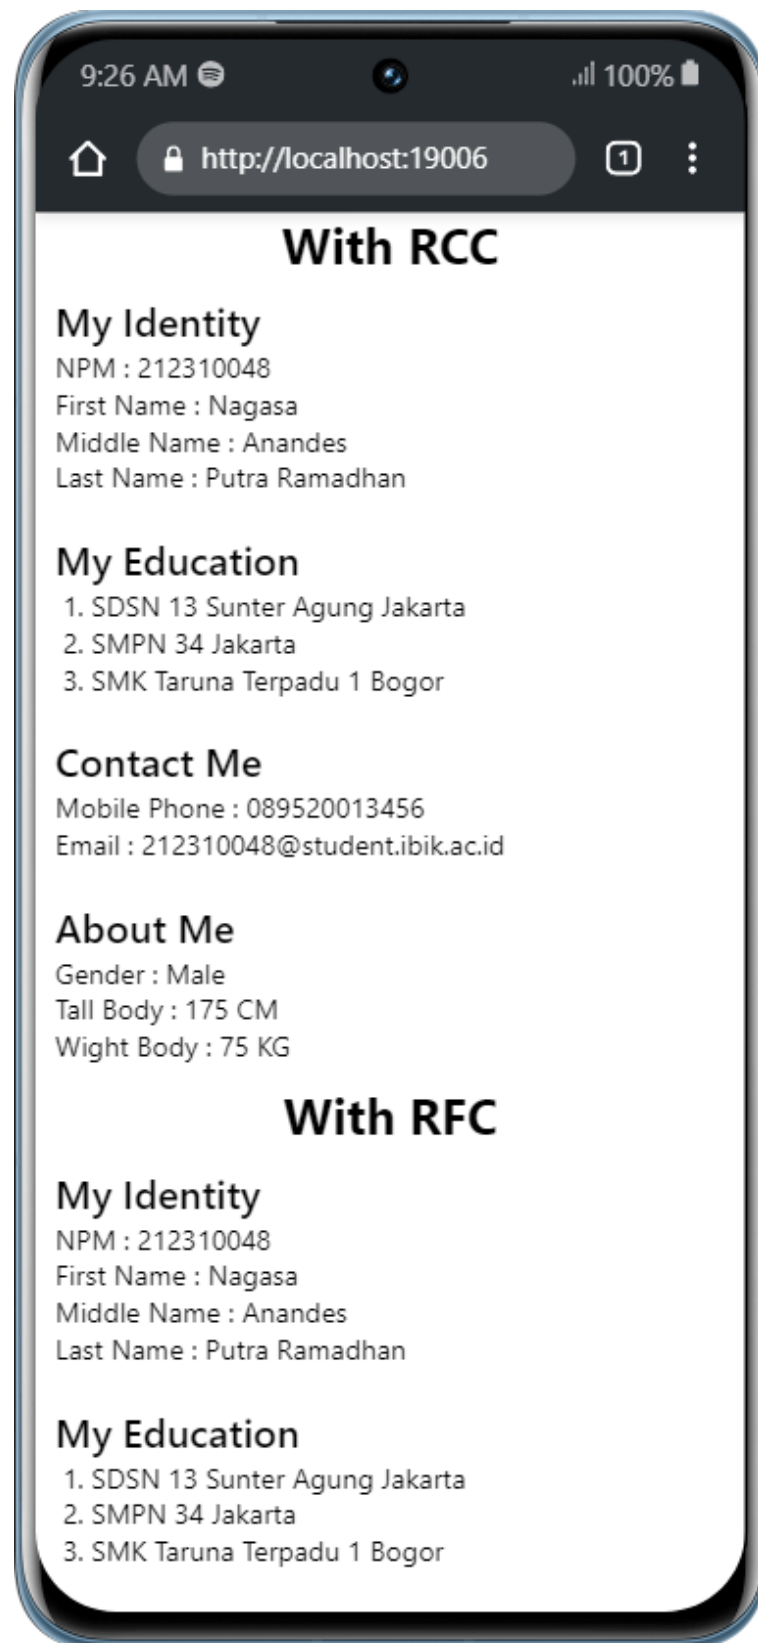 9:26 AM
100%
http://localhost:19006
1
With RCC
My Identity
NPM : 212310048
First Name : Nagasa
Middle Name : Anandes
Last Name : Putra Ramadhan
My Education
1. SDSN 13 Sunter Agung Jakarta
2. SMPN 34 Jakarta
3. SMK Taruna Terpadu 1 Bogor
Contact Me
Mobile Phone : 089520013456
Email : 212310048@student.ibik.ac.id
About Me
Gender : Male
Tall Body : 175 CM
Wight Body : 75 KG
With RFC
My Identity
NPM : 212310048
First Name : Nagasa
Middle Name : Anandes
Last Name : Putra Ramadhan
My Education
1. SDSN 13 Sunter Agung Jakarta
2. SMPN 34 Jakarta
3. SMK Taruna Terpadu 1 Bogor